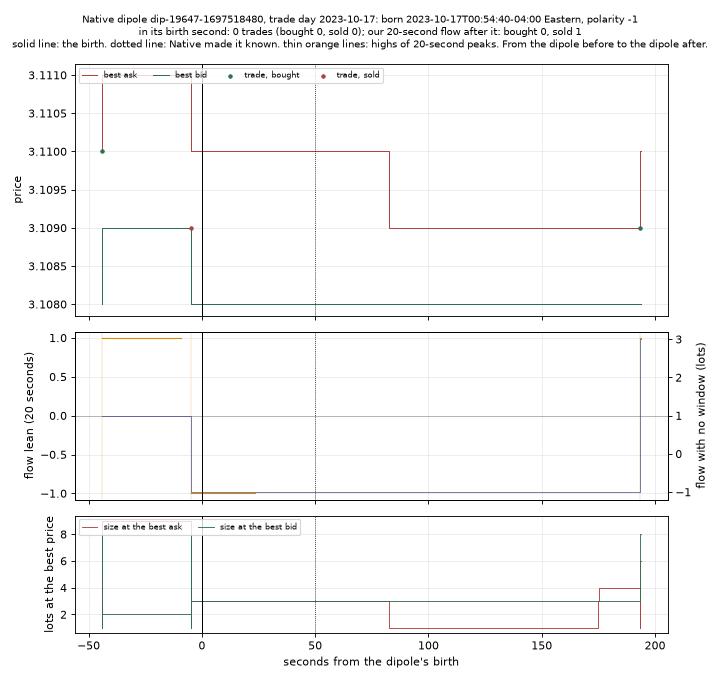 Native dipole dip-19647-1697518480, trade day 2023-10-17: born 2023-10-17T00:54:40-04:00 Eastern, polarity -1
in its birth second: 0 trades (bought 0, sold 0); our 20-second flow after it: bought 0, sold 1
solid line: the birth. dotted line: Native made it known. thin orange lines: highs of 20-second peaks. From the dipole before to the dipole after.
best ask best bid trade, bought trade, sold
3.1110
3.1105
3.1100
3.1095
3.1090
3.1085
3.1080
price
1.0
0.5
0.0
−0.5
−1.0
flow lean (20 seconds)
3
2
1
0
−1
flow with no window (lots)
size at the best ask size at the best bid
8
6
4
2
lots at the best price
−50 0 50 100 150 200
seconds from the dipole's birth